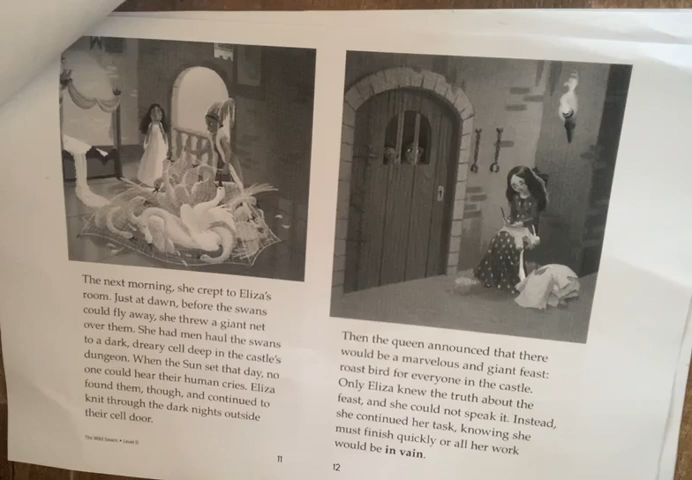 The next morning, she crept to Eliza's
room. Just at dawn, before the swans
could fly away, she threw a giant net
over them. She had men haul the swans
to a dark, dreary cell deep in the castle's
dungeon. When the Sun set that day, no
one could hear their human cries. Eliza
found them, though, and continued to
knit through the dark nights outside
their cell door.
The Wild Swans • Level O
11
Then the queen announced that there
would be a marvelous and giant feast:
roast bird for everyone in the castle.
Only Eliza knew the truth about the
feast, and she could not speak it. Instead,
she continued her task, knowing she
must finish quickly or all her work
would be in vain.
12